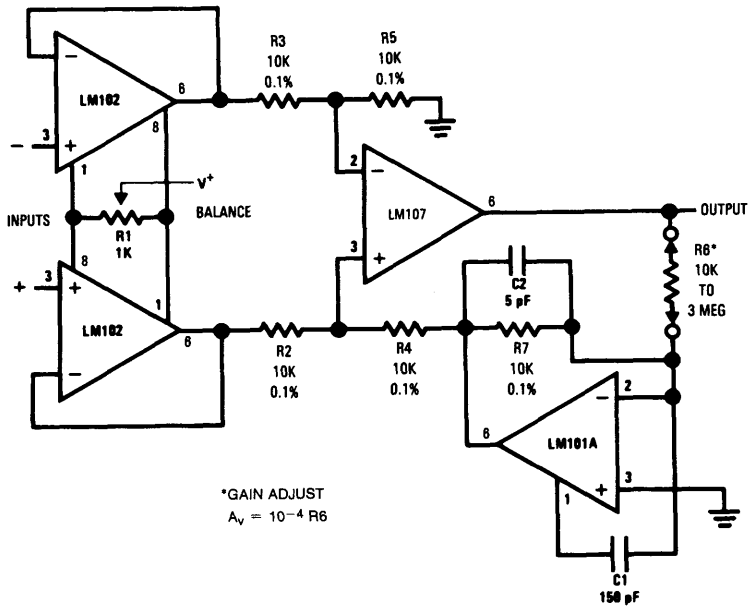 R3
10K
0.1%
R5
10K
0.1%
−
LM102
6
8
− 3
+
1
INPUTS
V+
R1
1K
BALANCE
8
+ 3
+
1
LM102
6
−
2
−
LM107
6
3
+
OUTPUT
R6*
10K
TO
3 MEG
C2
5 pF
R2
10K
0.1%
R4
10K
0.1%
R7
10K
0.1%
2
−
6
LM101A
3
+
1
C1
150 pF
*GAIN ADJUST
Av = 10−4 R6